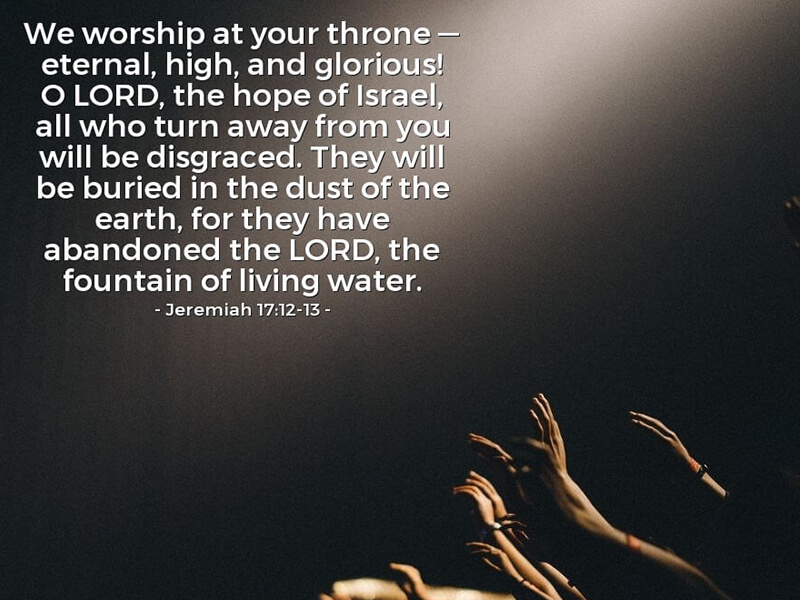 We worship at your throne —
eternal, high, and glorious!
O LORD, the hope of Israel,
all who turn away from you
will be disgraced. They will
be buried in the dust of the
earth, for they have
abandoned the LORD, the
fountain of living water.
- Jeremiah 17:12-13 -